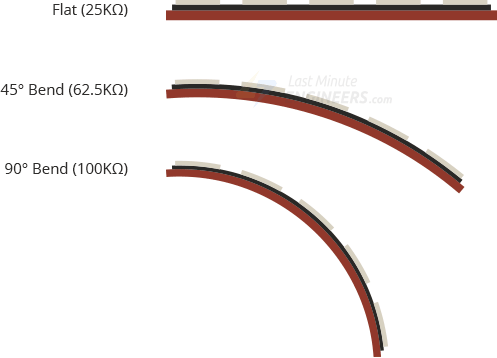 Flat (25KΩ)
45° Bend (62.5KΩ)
Last Minute
ENGINEERS.com
90° Bend (100KΩ)